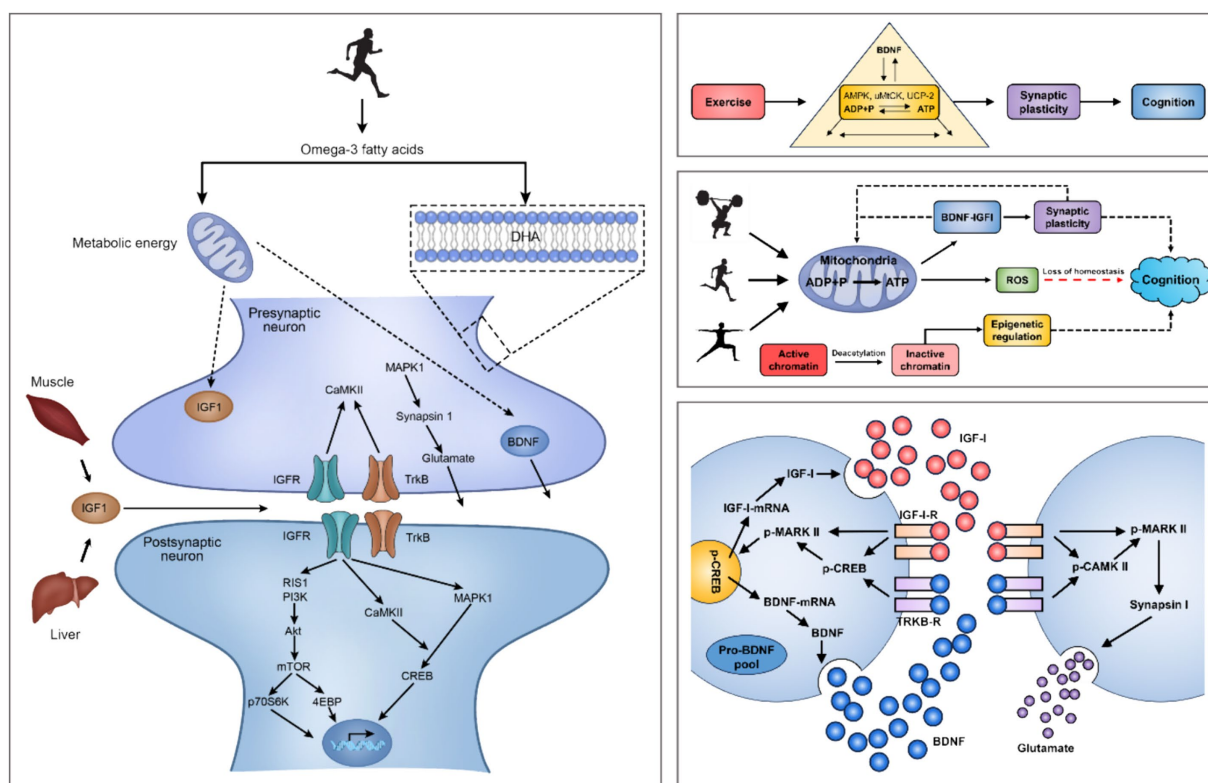 Omega-3 fatty acids
Metabolic energy
DHA
Presynaptic
neuron
Muscle
IGF1
CaMKII
MAPK1
Synapsin 1
Glutamate
BDNF
IGFR
TrkB
IGF1
IGFR
TrkB
Postsynaptic
neuron
Liver
RIS1
PI3K
Akt
mTOR
p70S6K
4EBP
CaMKII
MAPK1
CREB
BDNF
Exercise
AMPK, uMtCK, UCP-2
ADP+P
ATP
Synaptic
plasticity
Cognition
BDNF-IGFI
Synaptic
plasticity
Mitochondria
ADP+P
ATP
ROS
Loss of homeostasis
Cognition
Epigenetic
regulation
Active
chromatin
Deacetylation
Inactive
chromatin
IGF-I
IGF-I
IGF-I-mRNA
IGF-I-R
p-MARK II
p-CREB
p-CREB
BDNF-mRNA
BDNF
TRKB-R
Pro-BDNF
pool
BDNF
p-MARK II
p-CAMK II
Synapsin I
Glutamate